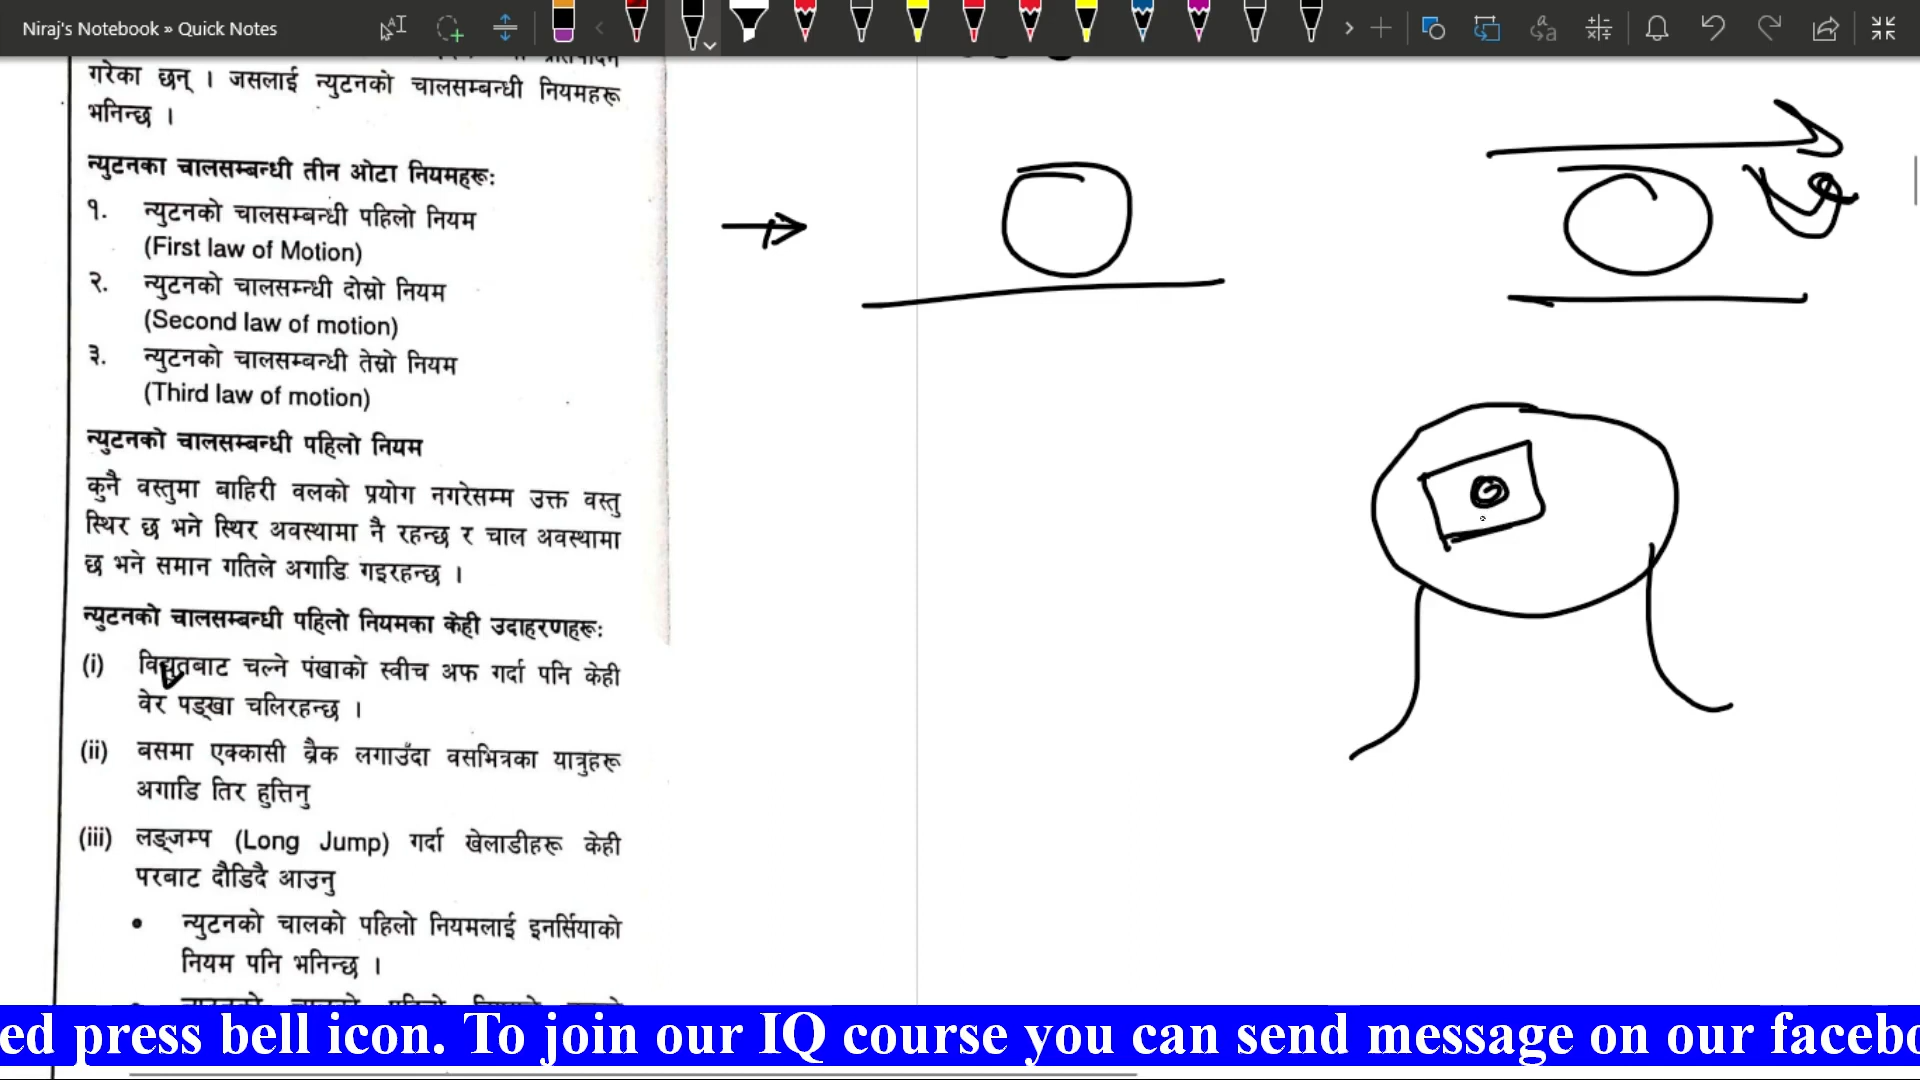 Niraj's Notebook » Quick Notes
गरेका छन् । जसलाई न्युटनको चालसम्बन्धी नियमहरू
भनिन्छ ।
न्युटनका चालसम्बन्धी तीन ओटा नियमहरू:
१. न्युटनको चालसम्बन्धी पहिलो नियम
(First law of Motion)
२. न्युटनको चालसम्न्धी दोस्रो नियम
(Second law of motion)
३. न्युटनको चालसम्बन्धी तेस्रो नियम
(Third law of motion)
न्युटनको चालसम्बन्धी पहिलो नियम
कुनै वस्तुमा बाहिरी वलको प्रयोग नगरेसम्म उक्त वस्तु
स्थिर छ भने स्थिर अवस्थामा नै रहन्छ र चाल अवस्थामा
छ भने समान गतिले अगाडि गइरहन्छ ।
न्युटनको चालसम्बन्धी पहिलो नियमका केही उदाहरणहरू:
(i) विद्युतबाट चल्ने पंखाको स्वीच अफ गर्दा पनि केही
वेर पङ्खा चलिरहन्छ ।
(ii) बसमा एक्कासी ब्रेक लगाउँदा वसभित्रका यात्रुहरू
अगाडि तिर हुत्तिनु
(iii) लङ्जम्प (Long Jump) गर्दा खेलाडीहरू केही
परबाट दौडिदै आउनु
• न्युटनको चालको पहिलो नियमलाई इनर्सियाको
नियम पनि भनिन्छ ।
ed press bell icon. To join our IQ course you can send message on our facebo